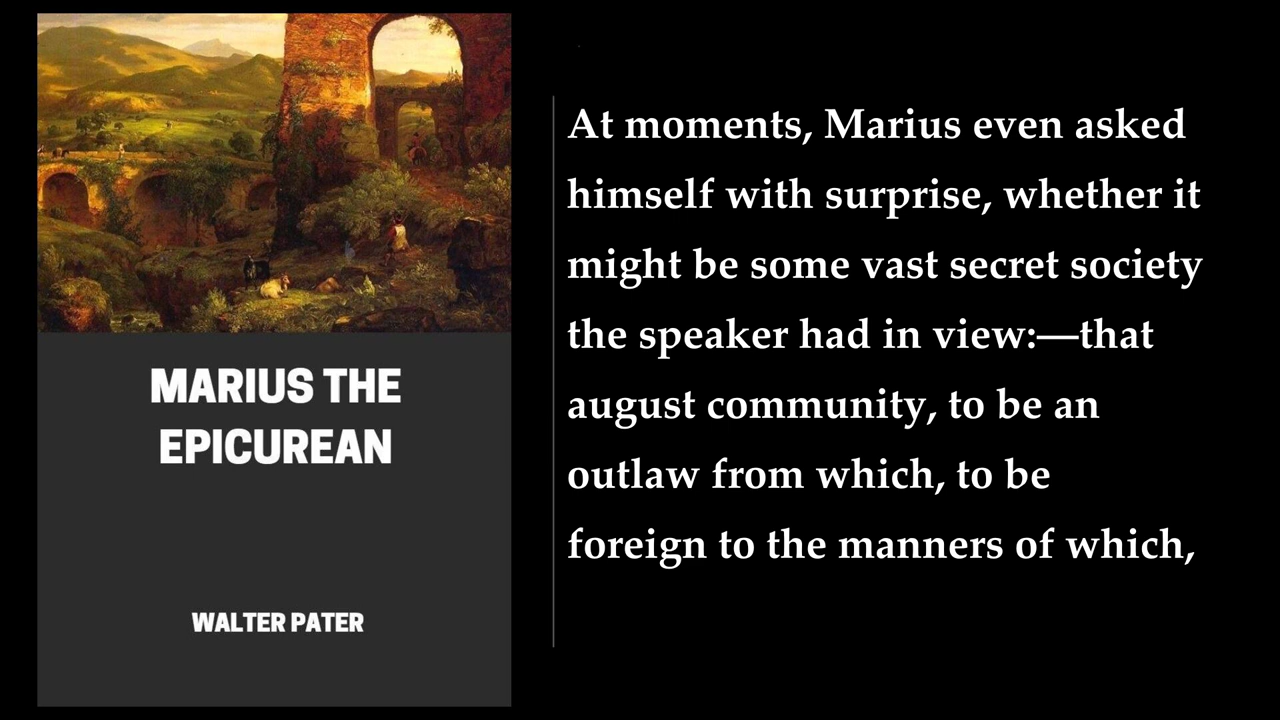 MARIUS THE
EPICUREAN
WALTER PATER
At moments, Marius even asked
himself with surprise, whether it
might be some vast secret society
the speaker had in view:—that
august community, to be an
outlaw from which, to be
foreign to the manners of which,